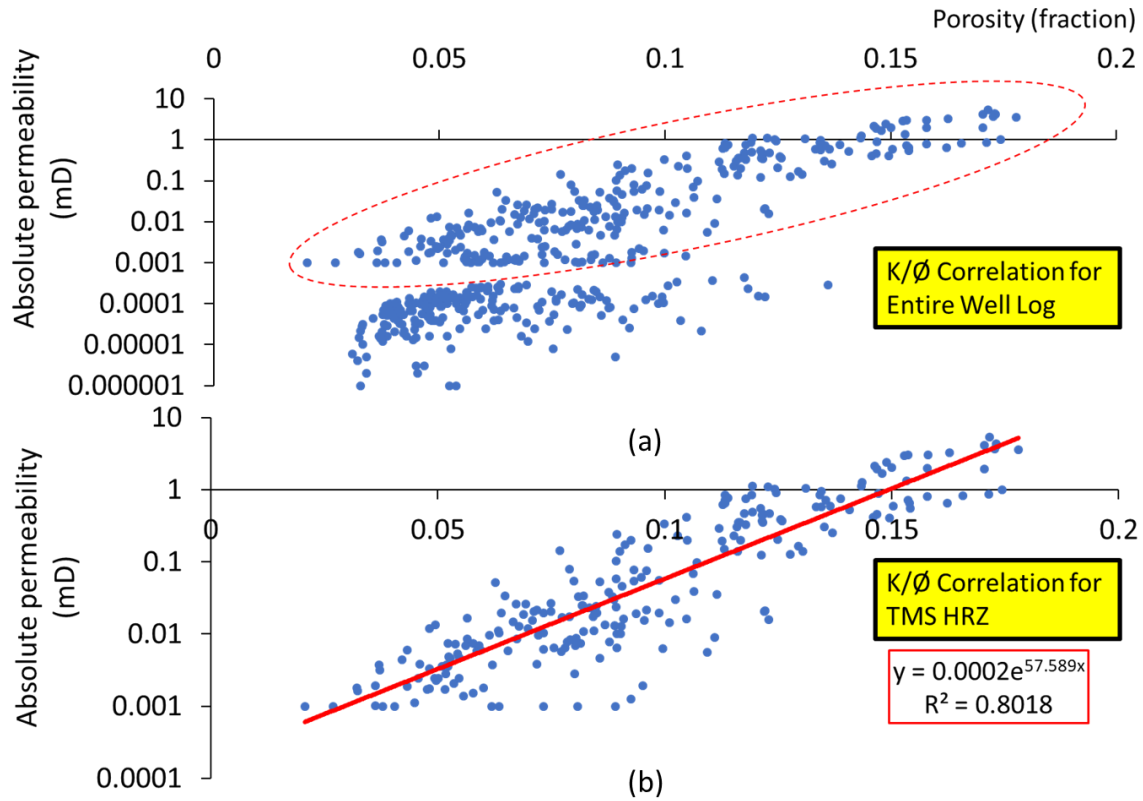 Porosity (fraction)
0
0.05
0.1
0.15
0.2
Absolute permeability
(mD)
10
1
0.1
0.01
0.001
0.0001
0.00001
0.000001
K/Ø Correlation for
Entire Well Log
(a)
Absolute permeability
(mD)
10
1
0.1
0.01
0.001
0.0001
0
0.05
0.1
0.15
0.2
K/Ø Correlation for
TMS HRZ
y = 0.0002e^57.589x
R² = 0.8018
(b)